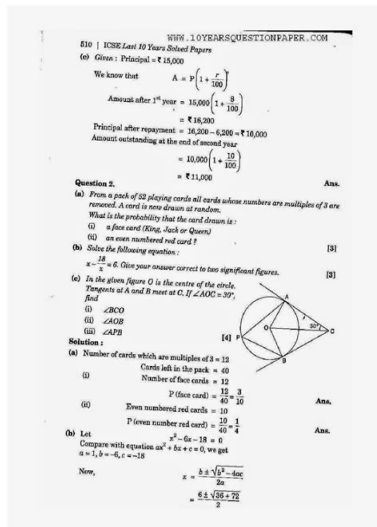 WWW.10YEARSQUESTIONPAPER.COM
510 | ICSE Last 10 Years Solved Papers
(c) Given : Principal = ₹ 15,000
We know that A = P(1 + r/100)
Amount after 1st year = 15,000(1 + 8/100)
= ₹ 16,200
Principal after repayment = 16,200 – 6,200 = ₹ 10,000
Amount outstanding at the end of second year
= 10,000(1 + 10/100)
= ₹ 11,000 Ans.
Question 2.
(a) From a pack of 52 playing cards all cards whose numbers are multiples of 3 are
removed. A card is now drawn at random.
What is the probability that the card drawn is :
(i) a face card (King, Jack or Queen)
(ii) an even numbered red card ? [3]
(b) Solve the following equation :
x – 18/x = 6. Give your answer correct to two significant figures. [3]
(c) In the given figure O is the centre of the circle.
Tangents at A and B meet at C. If ∠AOC = 30°,
find
(i) ∠BCO
(ii) ∠AOB
(iii) ∠APB [4]
A
P
O
30°
C
B
Solution :
(a) Number of cards which are multiples of 3 = 12
Cards left in the pack = 40
(i) Number of face cards = 12
P (face card) = 12/40 = 3/10 Ans.
(ii) Even numbered red cards = 10
P (even number red card) = 10/40 = 1/4 Ans.
(b) Let x² – 6x – 18 = 0
Compare with equation ax² + bx + c = 0, we get
a = 1, b = –6, c = –18
Now, x = b ± √b² – 4ac / 2a
= 6 ± √36 + 72 / 2